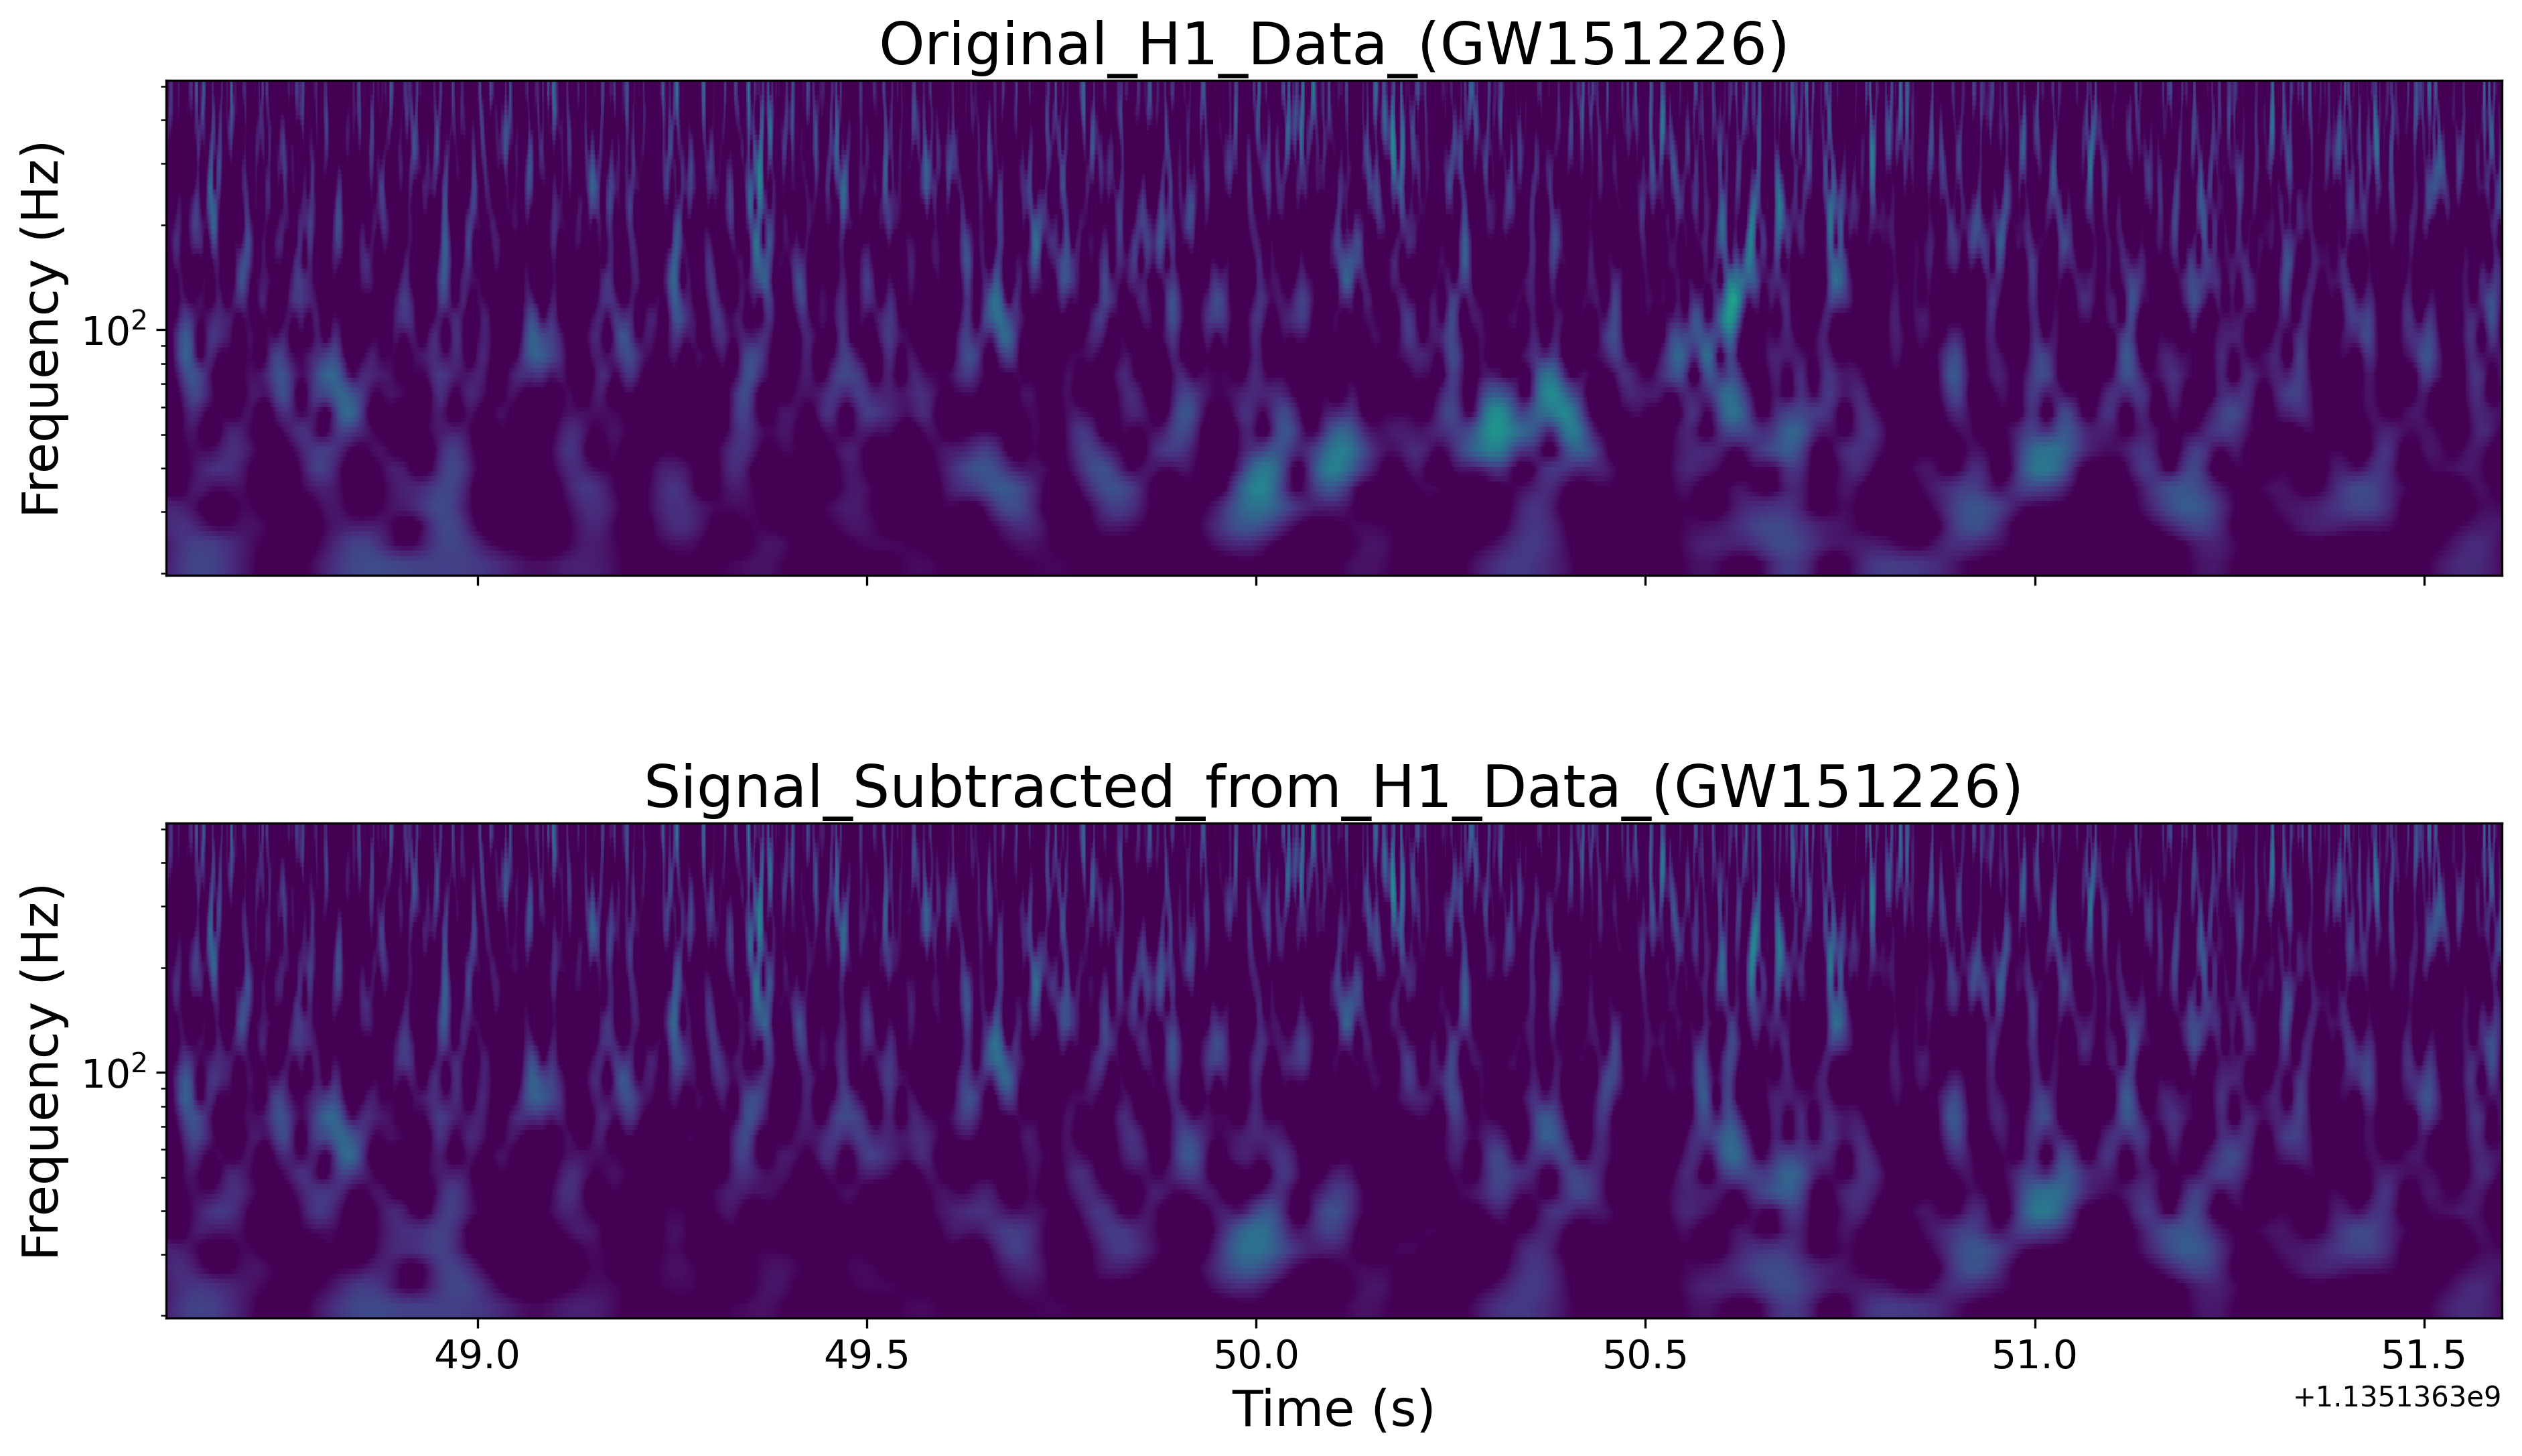 Original_H1_Data_(GW151226)
Frequency (Hz)
10²
Signal_Subtracted_from_H1_Data_(GW151226)
Frequency (Hz)
10²
49.0 49.5 50.0 50.5 51.0 51.5
Time (s)
+1.1351363e9